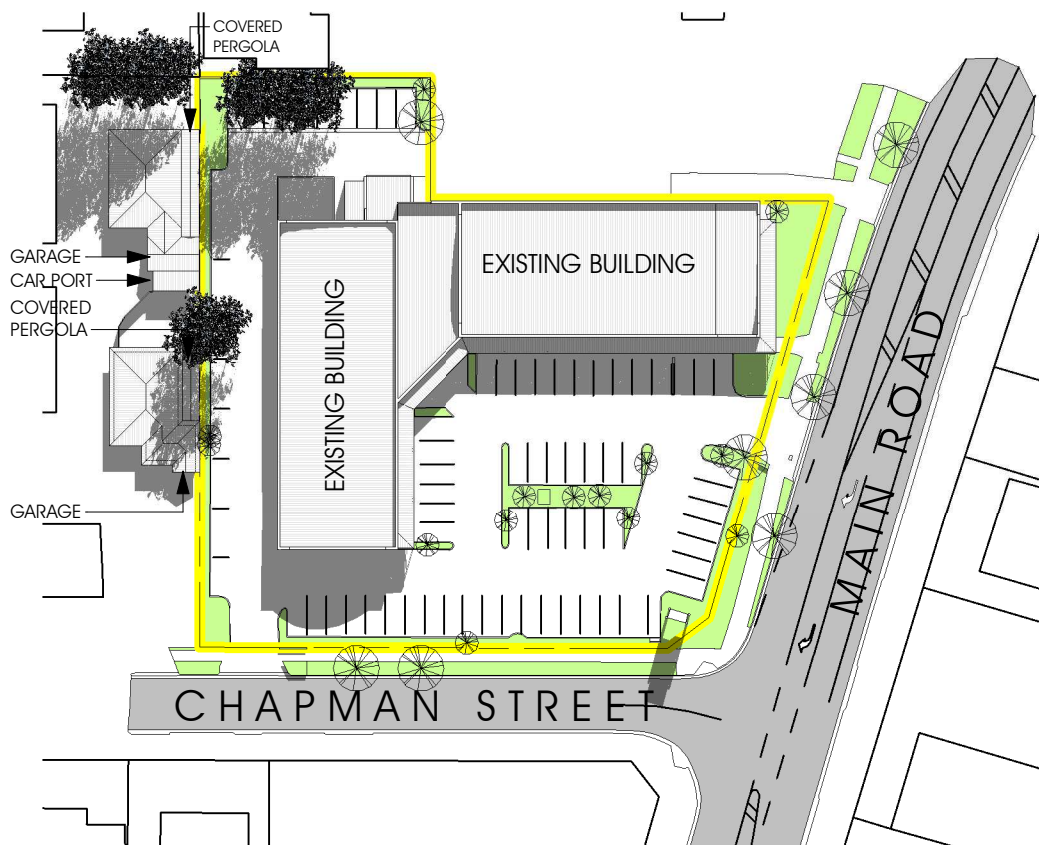 COVERED
PERGOLA
EXISTING BUILDING
GARAGE
CAR PORT
COVERED
PERGOLA
EXISTING BUILDING
MAIN ROAD
GARAGE
CHAPMAN STREET